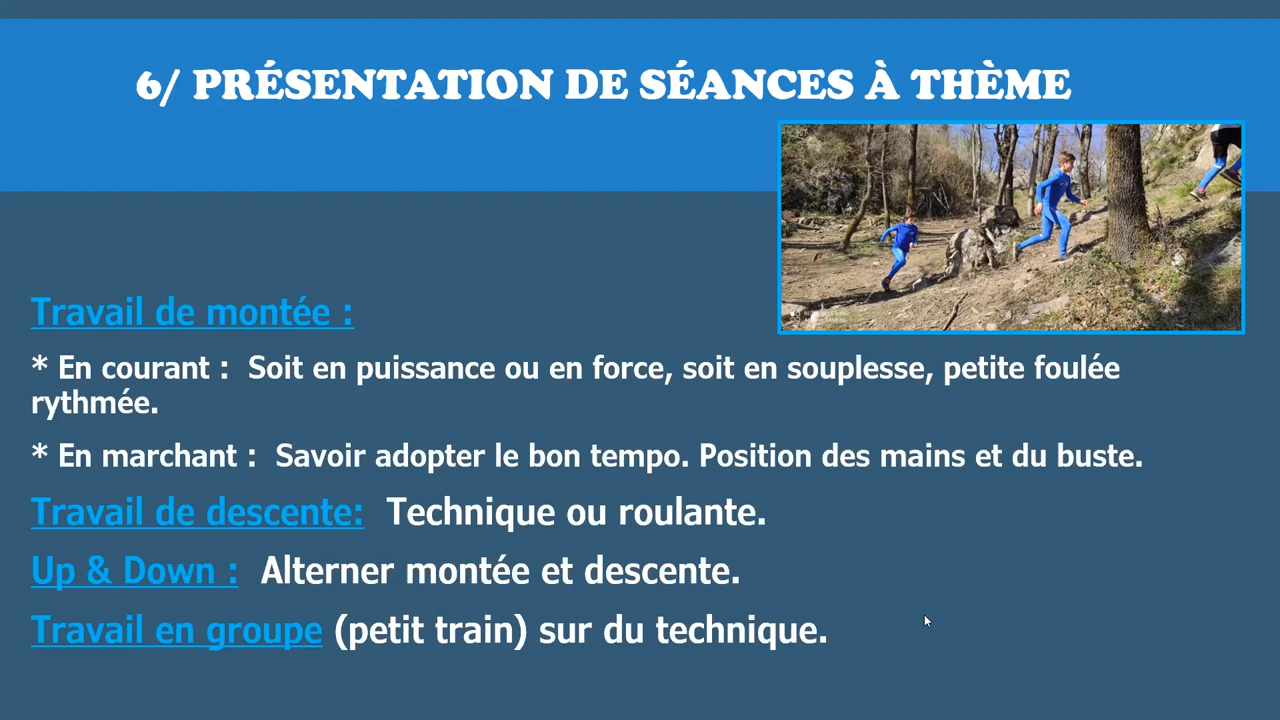 6/ PRÉSENTATION DE SÉANCES À THÈME
Travail de montée :
* En courant : Soit en puissance ou en force, soit en souplesse, petite foulée
rythmée.
* En marchant : Savoir adopter le bon tempo. Position des mains et du buste.
Travail de descente: Technique ou roulante.
Up & Down : Alterner montée et descente.
Travail en groupe (petit train) sur du technique.